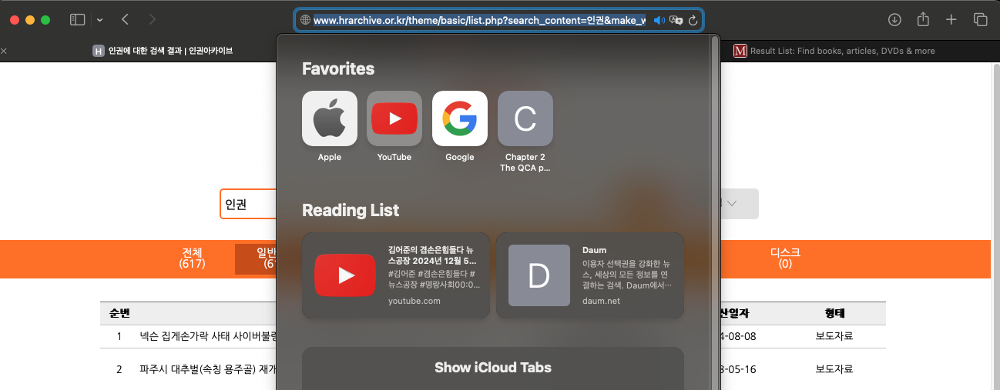 www.hrarchive.or.kr/theme/basic/list.php?search_content=인권&make_w
H 인권에 대한 검색 결과 | 인권아카이브
M Result List: Find books, articles, DVDs & more
Favorites
C
Apple
YouTube
Google
Chapter 2
The QCA p...
인권
Reading List
전체
(617)
일반
디스크
(0)
김어준의 겸손은힘들다 뉴
스공장 2024년 12월 5...
#김어준 #겸손은힘들다 #
뉴스공장 #명랑사회00:0...
youtube.com
D
Daum
이용자 선택권을 강화한 뉴
스, 세상의 모든 정보를 연
결하는 검색. Daum에서...
daum.net
순번
산일자
형태
1 넥슨 집게손가락 사태 사이버불링
4-08-08 보도자료
2 파주시 대추벌(속칭 용주골) 재개
3-05-16 보도자료
Show iCloud Tabs